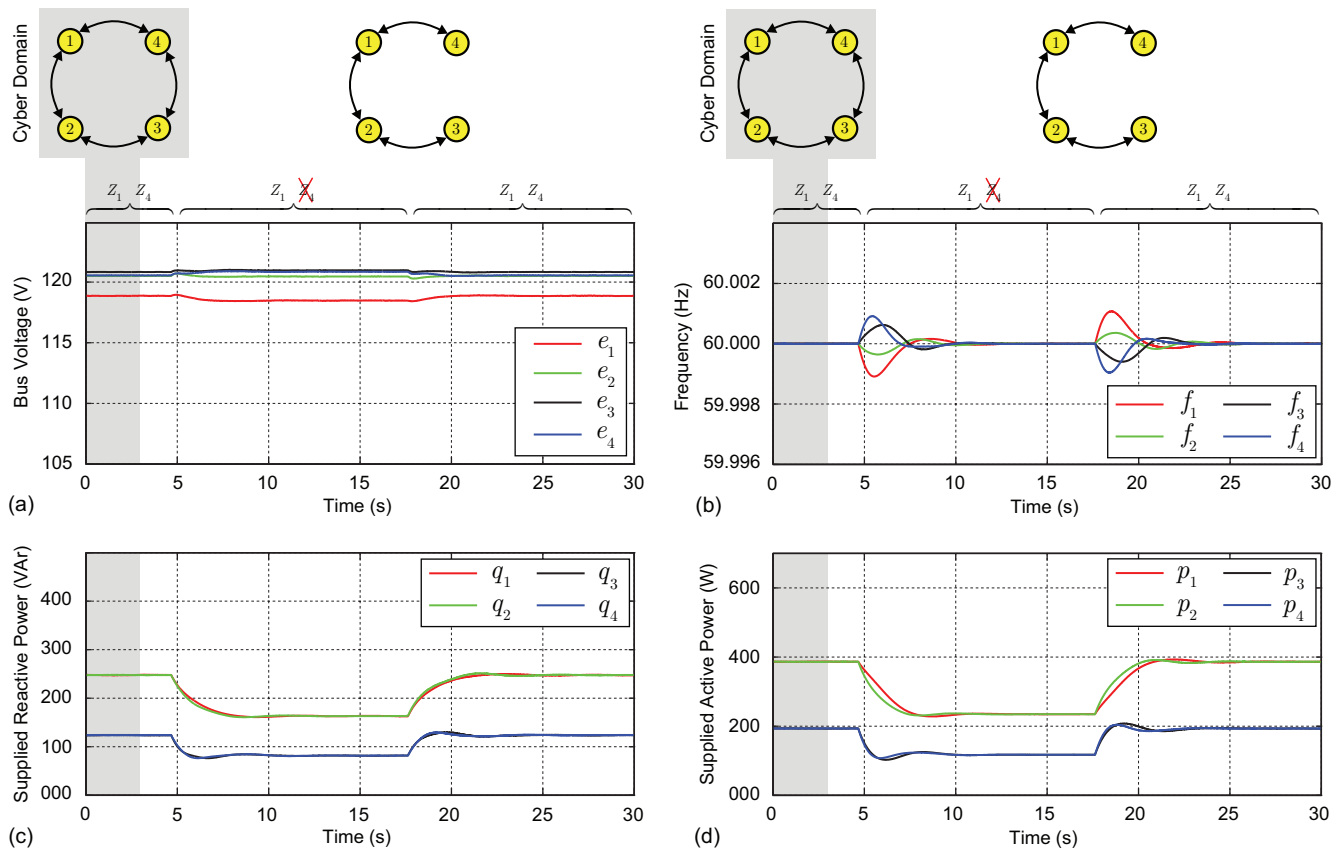 Cyber Domain
1 4
2 3
1 4
2 3
Z1 Z4
Z1 Z4
Z1 Z4
Bus Voltage (V)
120
115
110
105
e1
e2
e3
e4
0 5 10 15 20 25 30
Time (s)
(a)
Cyber Domain
1 4
2 3
1 4
2 3
Z1 Z4
Z1 Z4
Z1 Z4
Frequency (Hz)
60.002
60.000
59.998
59.996
f1 f3
f2 f4
0 5 10 15 20 25 30
Time (s)
(b)
Supplied Reactive Power (VAr)
400
300
200
100
000
q1 q3
q2 q4
0 5 10 15 20 25 30
Time (s)
(c)
Supplied Active Power (W)
600
400
200
000
p1 p3
p2 p4
0 5 10 15 20 25 30
Time (s)
(d)